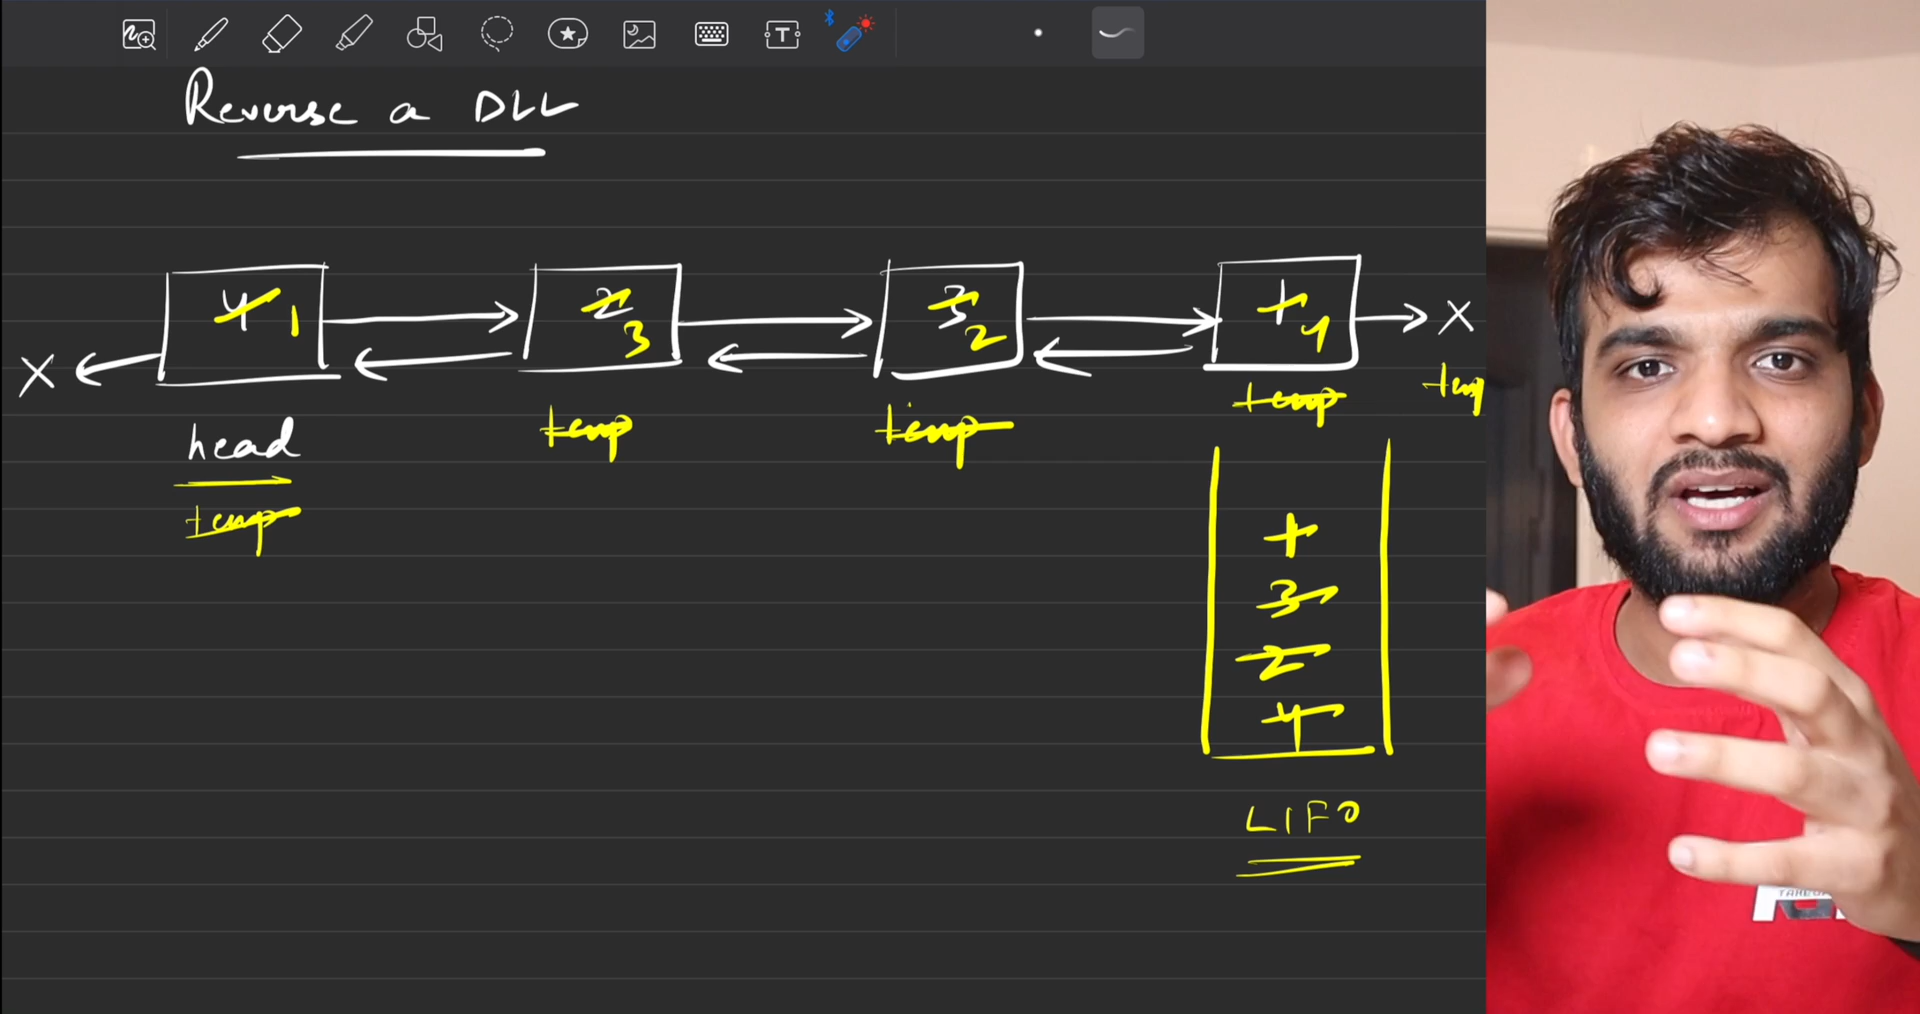 Reverse a DLL
4 1 2 3 3 2 1 4 X
X
temp temp
head temp temp
temp
1
3
2
4
LIFO